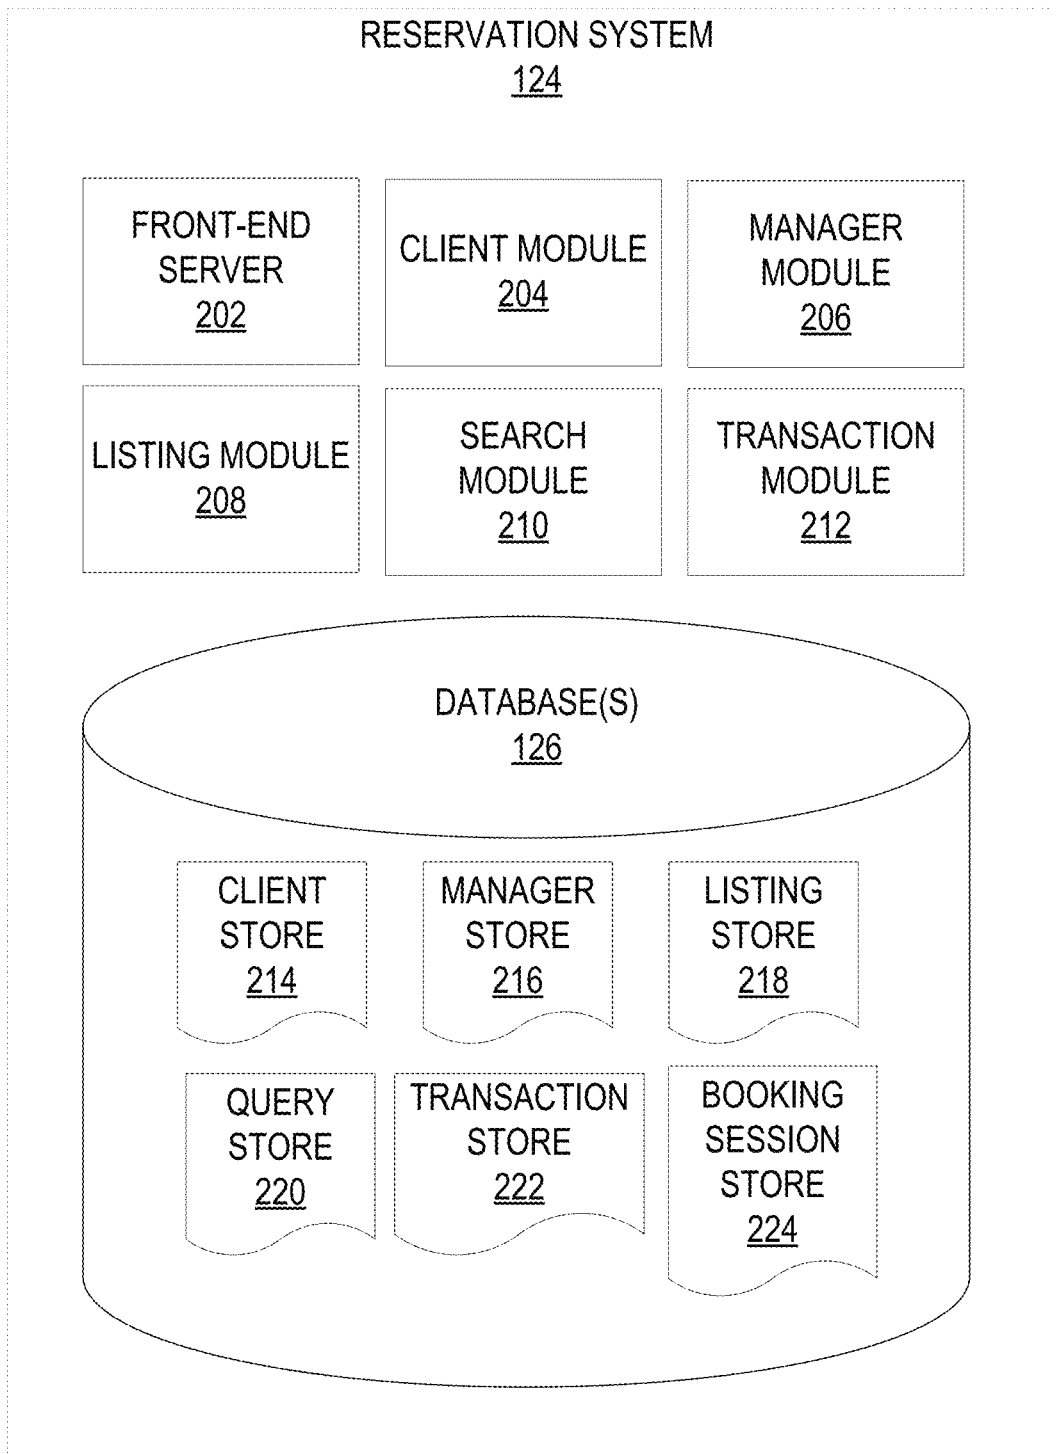 RESERVATION SYSTEM
124
FRONT-END
SERVER
202
CLIENT MODULE
204
MANAGER
MODULE
206
LISTING MODULE
208
SEARCH
MODULE
210
TRANSACTION
MODULE
212
DATABASE(S)
126
CLIENT
STORE
214
MANAGER
STORE
216
LISTING
STORE
218
QUERY
STORE
220
TRANSACTION
STORE
222
BOOKING
SESSION
STORE
224